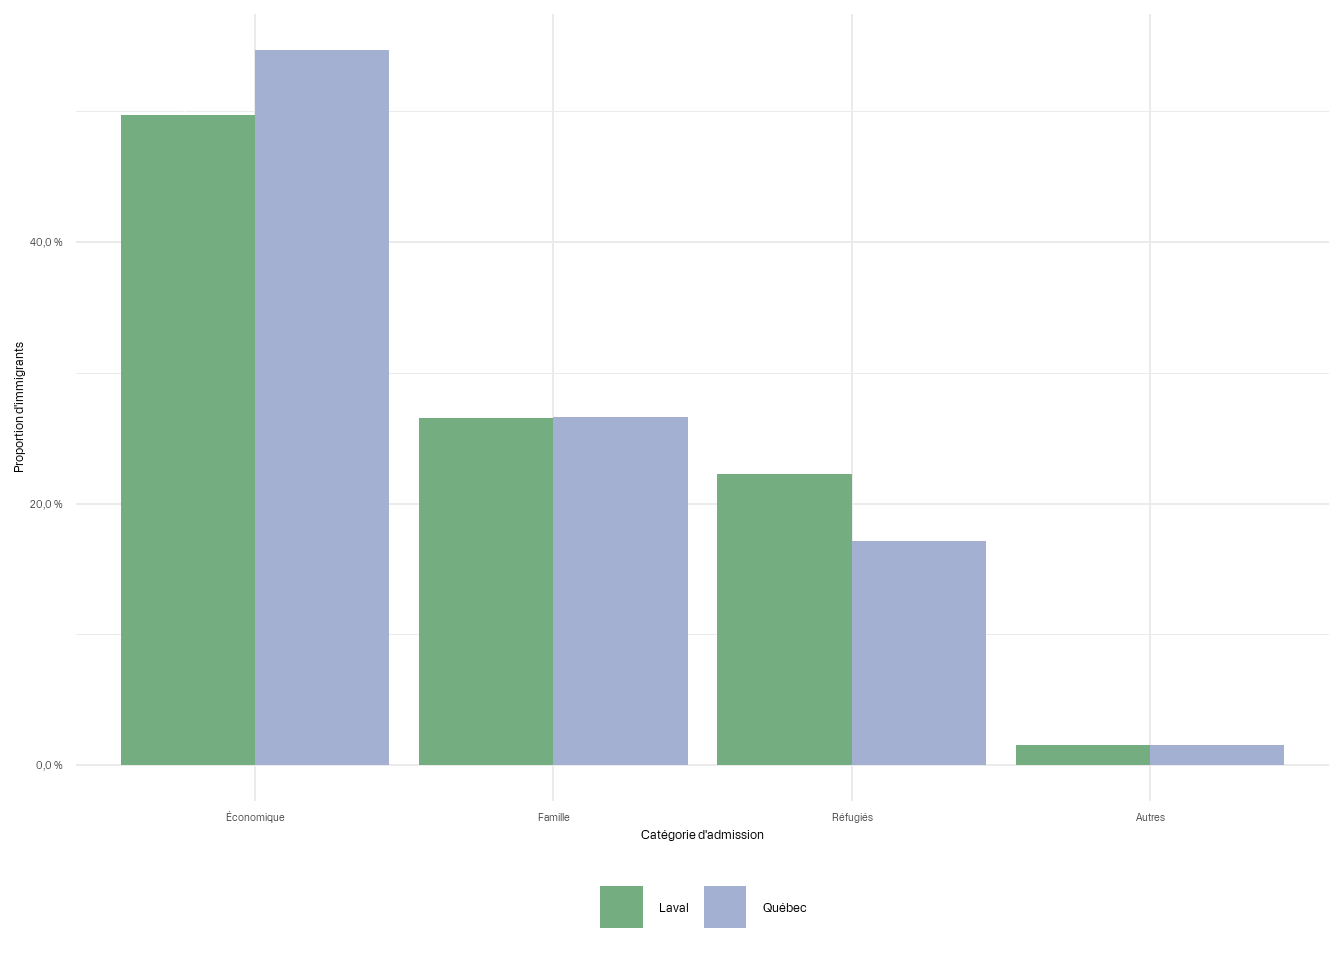 40,0 %
20,0 %
0,0 %
Proportion d'immigrants
Économique
Famille
Réfugiés
Autres
Catégorie d'admission
Laval
Québec